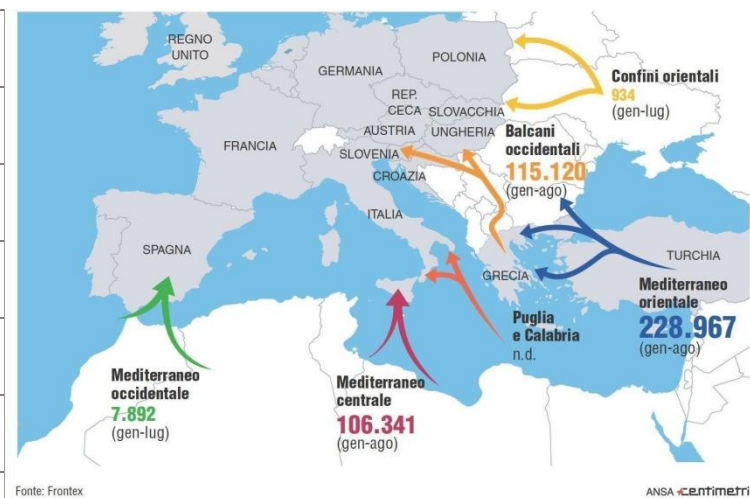 REGNO
UNITO
POLONIA
GERMANIA
Confini orientali
934
(gen-lug)
REP.
CECA
SLOVACCHIA
AUSTRIA
UNGHERIA
Balcani
occidentali
115.120
(gen-ago)
FRANCIA
SLOVENIA
CROAZIA
ITALIA
SPAGNA
GRECIA
TURCHIA
Mediterraneo
orientale
228.967
(gen-ago)
Puglia
e Calabria
n.d.
Mediterraneo
occidentale
7.892
(gen-lug)
Mediterraneo
centrale
106.341
(gen-ago)
Fonte: Frontex
ANSA centimetri